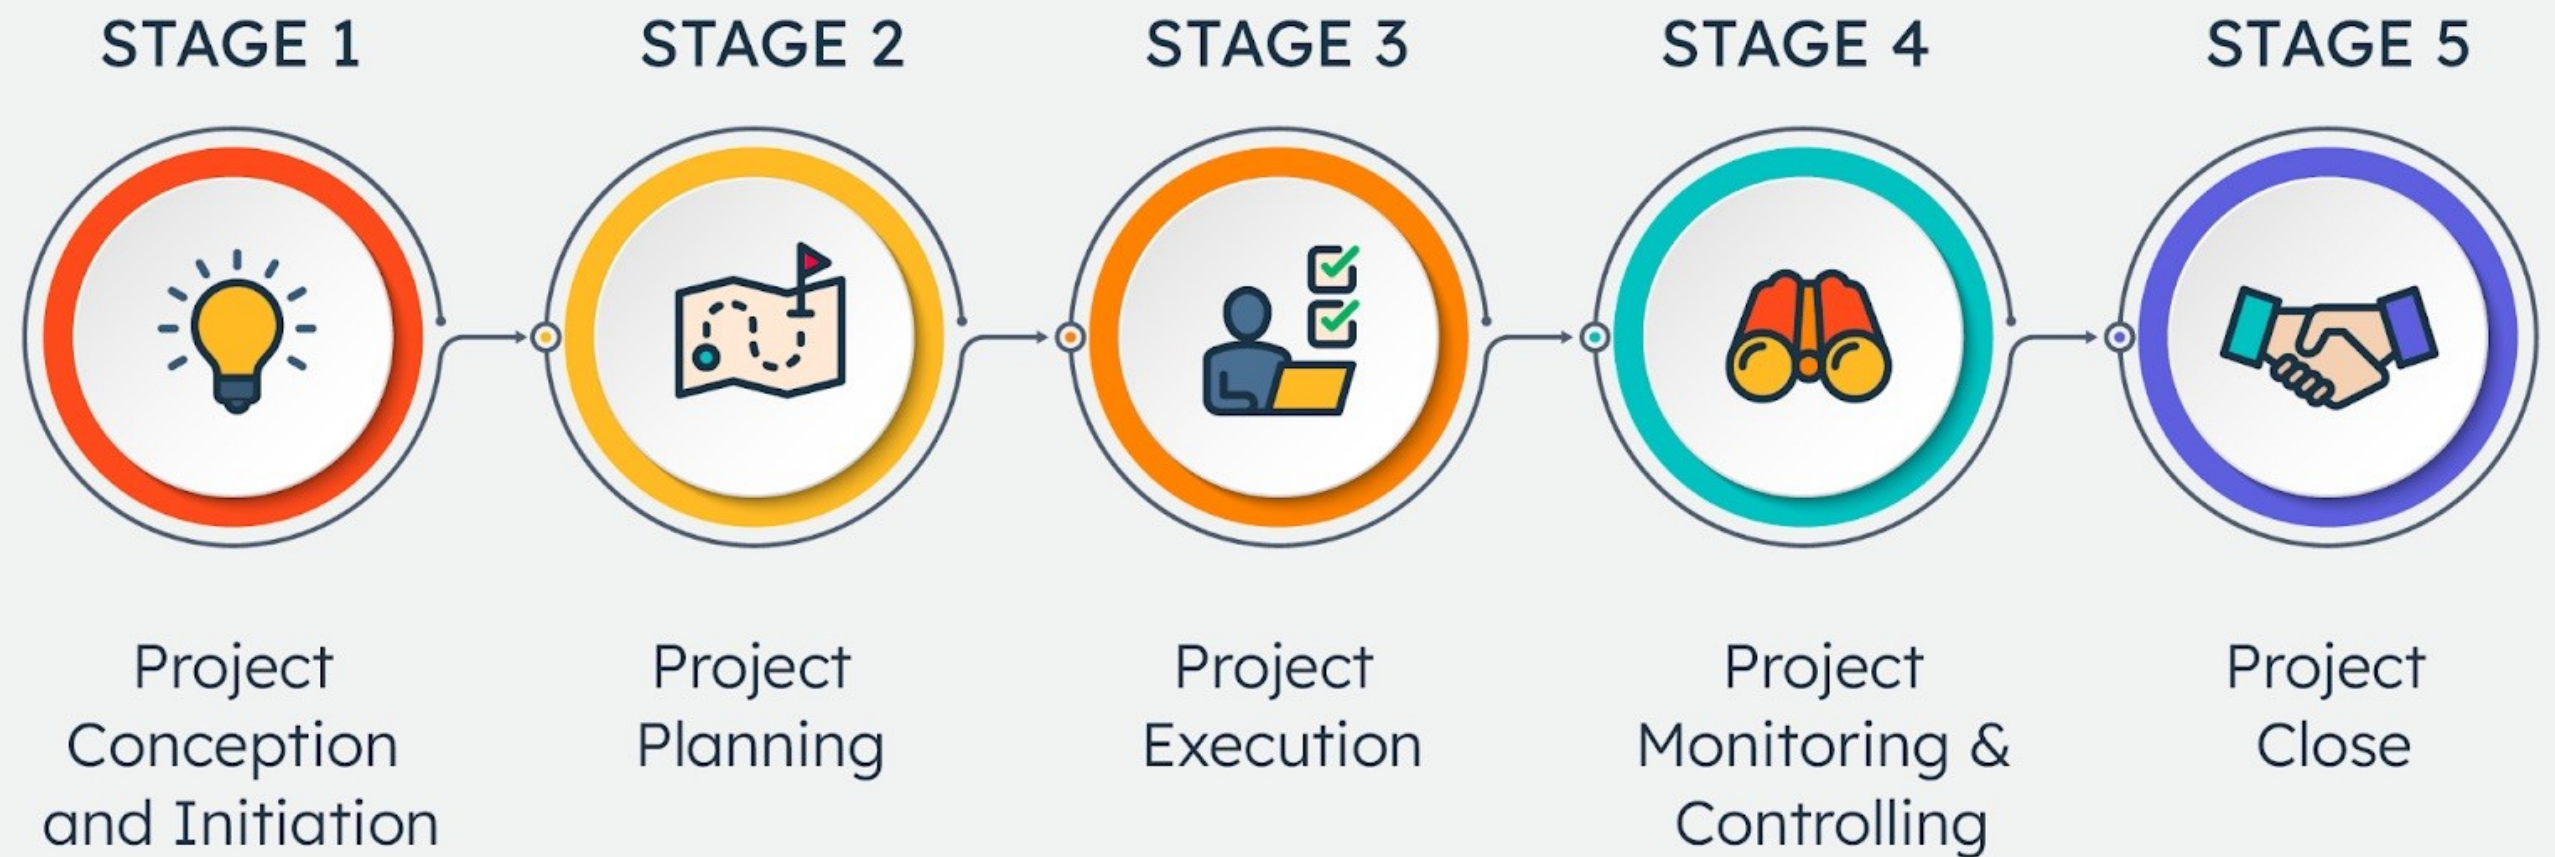 STAGE 1
STAGE 2
STAGE 3
STAGE 4
STAGE 5
Project
Conception
and Initiation
Project
Planning
Project
Execution
Project
Monitoring &
Controlling
Project
Close